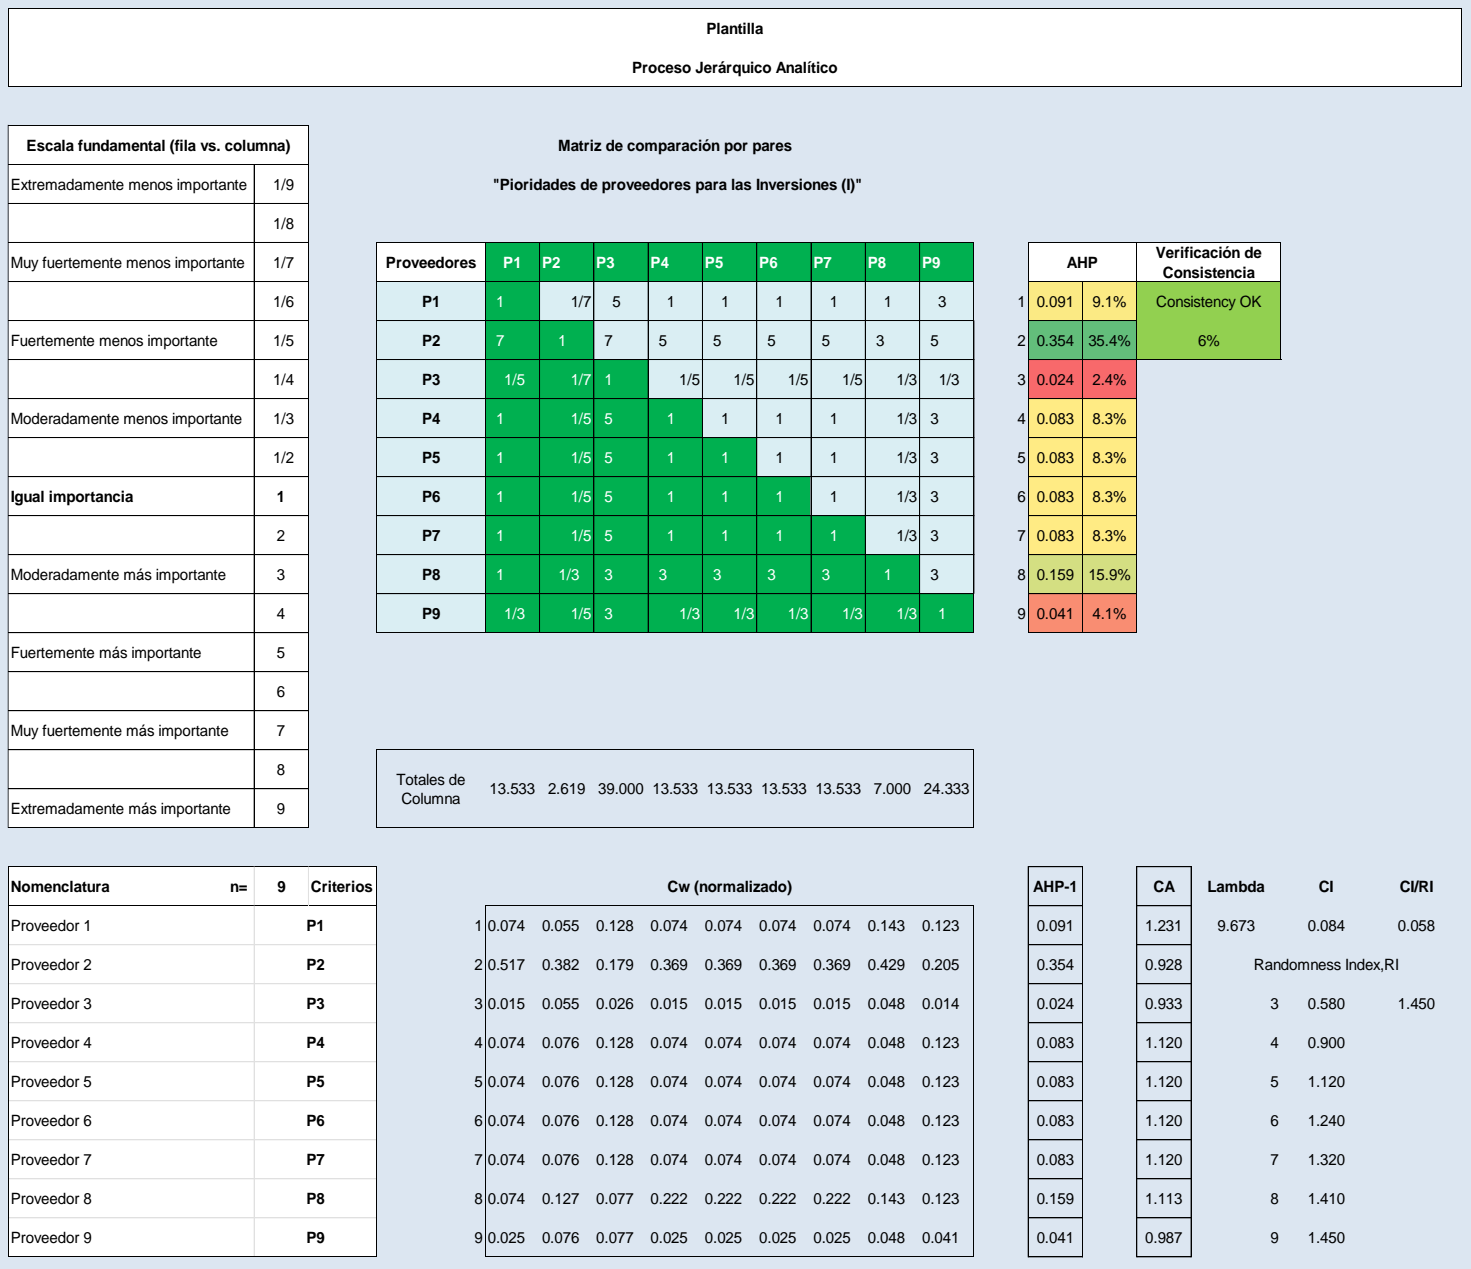 Plantilla
Proceso Jerárquico Analítico
Escala fundamental (fila vs. columna)
Extremadamente menos importante 1/9
1/8
Muy fuertemente menos importante 1/7
1/6
Fuertemente menos importante 1/5
1/4
Moderadamente menos importante 1/3
1/2
Igual importancia 1
2
Moderadamente más importante 3
4
Fuertemente más importante 5
6
Muy fuertemente más importante 7
8
Extremadamente más importante 9
Matriz de comparación por pares
"Pioridades de proveedores para las Inversiones (I)"
Proveedores P1 P2 P3 P4 P5 P6 P7 P8 P9
P1 1 1/7 5 1 1 1 1 1 3
P2 7 1 7 5 5 5 5 3 5
P3 1/5 1/7 1 1/5 1/5 1/5 1/5 1/3 1/3
P4 1 1/5 5 1 1 1 1 1/3 3
P5 1 1/5 5 1 1 1 1 1/3 3
P6 1 1/5 5 1 1 1 1 1/3 3
P7 1 1/5 5 1 1 1 1 1/3 3
P8 1 1/3 3 3 3 3 3 1 3
P9 1/3 1/5 3 1/3 1/3 1/3 1/3 1/3 1
AHP
1 0.091 9.1%
2 0.354 35.4%
3 0.024 2.4%
4 0.083 8.3%
5 0.083 8.3%
6 0.083 8.3%
7 0.083 8.3%
8 0.159 15.9%
9 0.041 4.1%
Verificación de
Consistencia
Consistency OK
6%
Totales de
Columna
13.533 2.619 39.000 13.533 13.533 13.533 13.533 7.000 24.333
Nomenclatura n= 9 Criterios
Proveedor 1 P1
Proveedor 2 P2
Proveedor 3 P3
Proveedor 4 P4
Proveedor 5 P5
Proveedor 6 P6
Proveedor 7 P7
Proveedor 8 P8
Proveedor 9 P9
Cw (normalizado)
1 0.074 0.055 0.128 0.074 0.074 0.074 0.074 0.143 0.123
2 0.517 0.382 0.179 0.369 0.369 0.369 0.369 0.429 0.205
3 0.015 0.055 0.026 0.015 0.015 0.015 0.015 0.048 0.014
4 0.074 0.076 0.128 0.074 0.074 0.074 0.074 0.048 0.123
5 0.074 0.076 0.128 0.074 0.074 0.074 0.074 0.048 0.123
6 0.074 0.076 0.128 0.074 0.074 0.074 0.074 0.048 0.123
7 0.074 0.076 0.128 0.074 0.074 0.074 0.074 0.048 0.123
8 0.074 0.127 0.077 0.222 0.222 0.222 0.222 0.143 0.123
9 0.025 0.076 0.077 0.025 0.025 0.025 0.025 0.048 0.041
AHP-1
0.091
0.354
0.024
0.083
0.083
0.083
0.083
0.159
0.041
CA
1.231
0.928
0.933
1.120
1.120
1.120
1.120
1.113
0.987
Lambda CI CI/RI
9.673 0.084 0.058
Randomness Index,RI
3 0.580 1.450
4 0.900
5 1.120
6 1.240
7 1.320
8 1.410
9 1.450